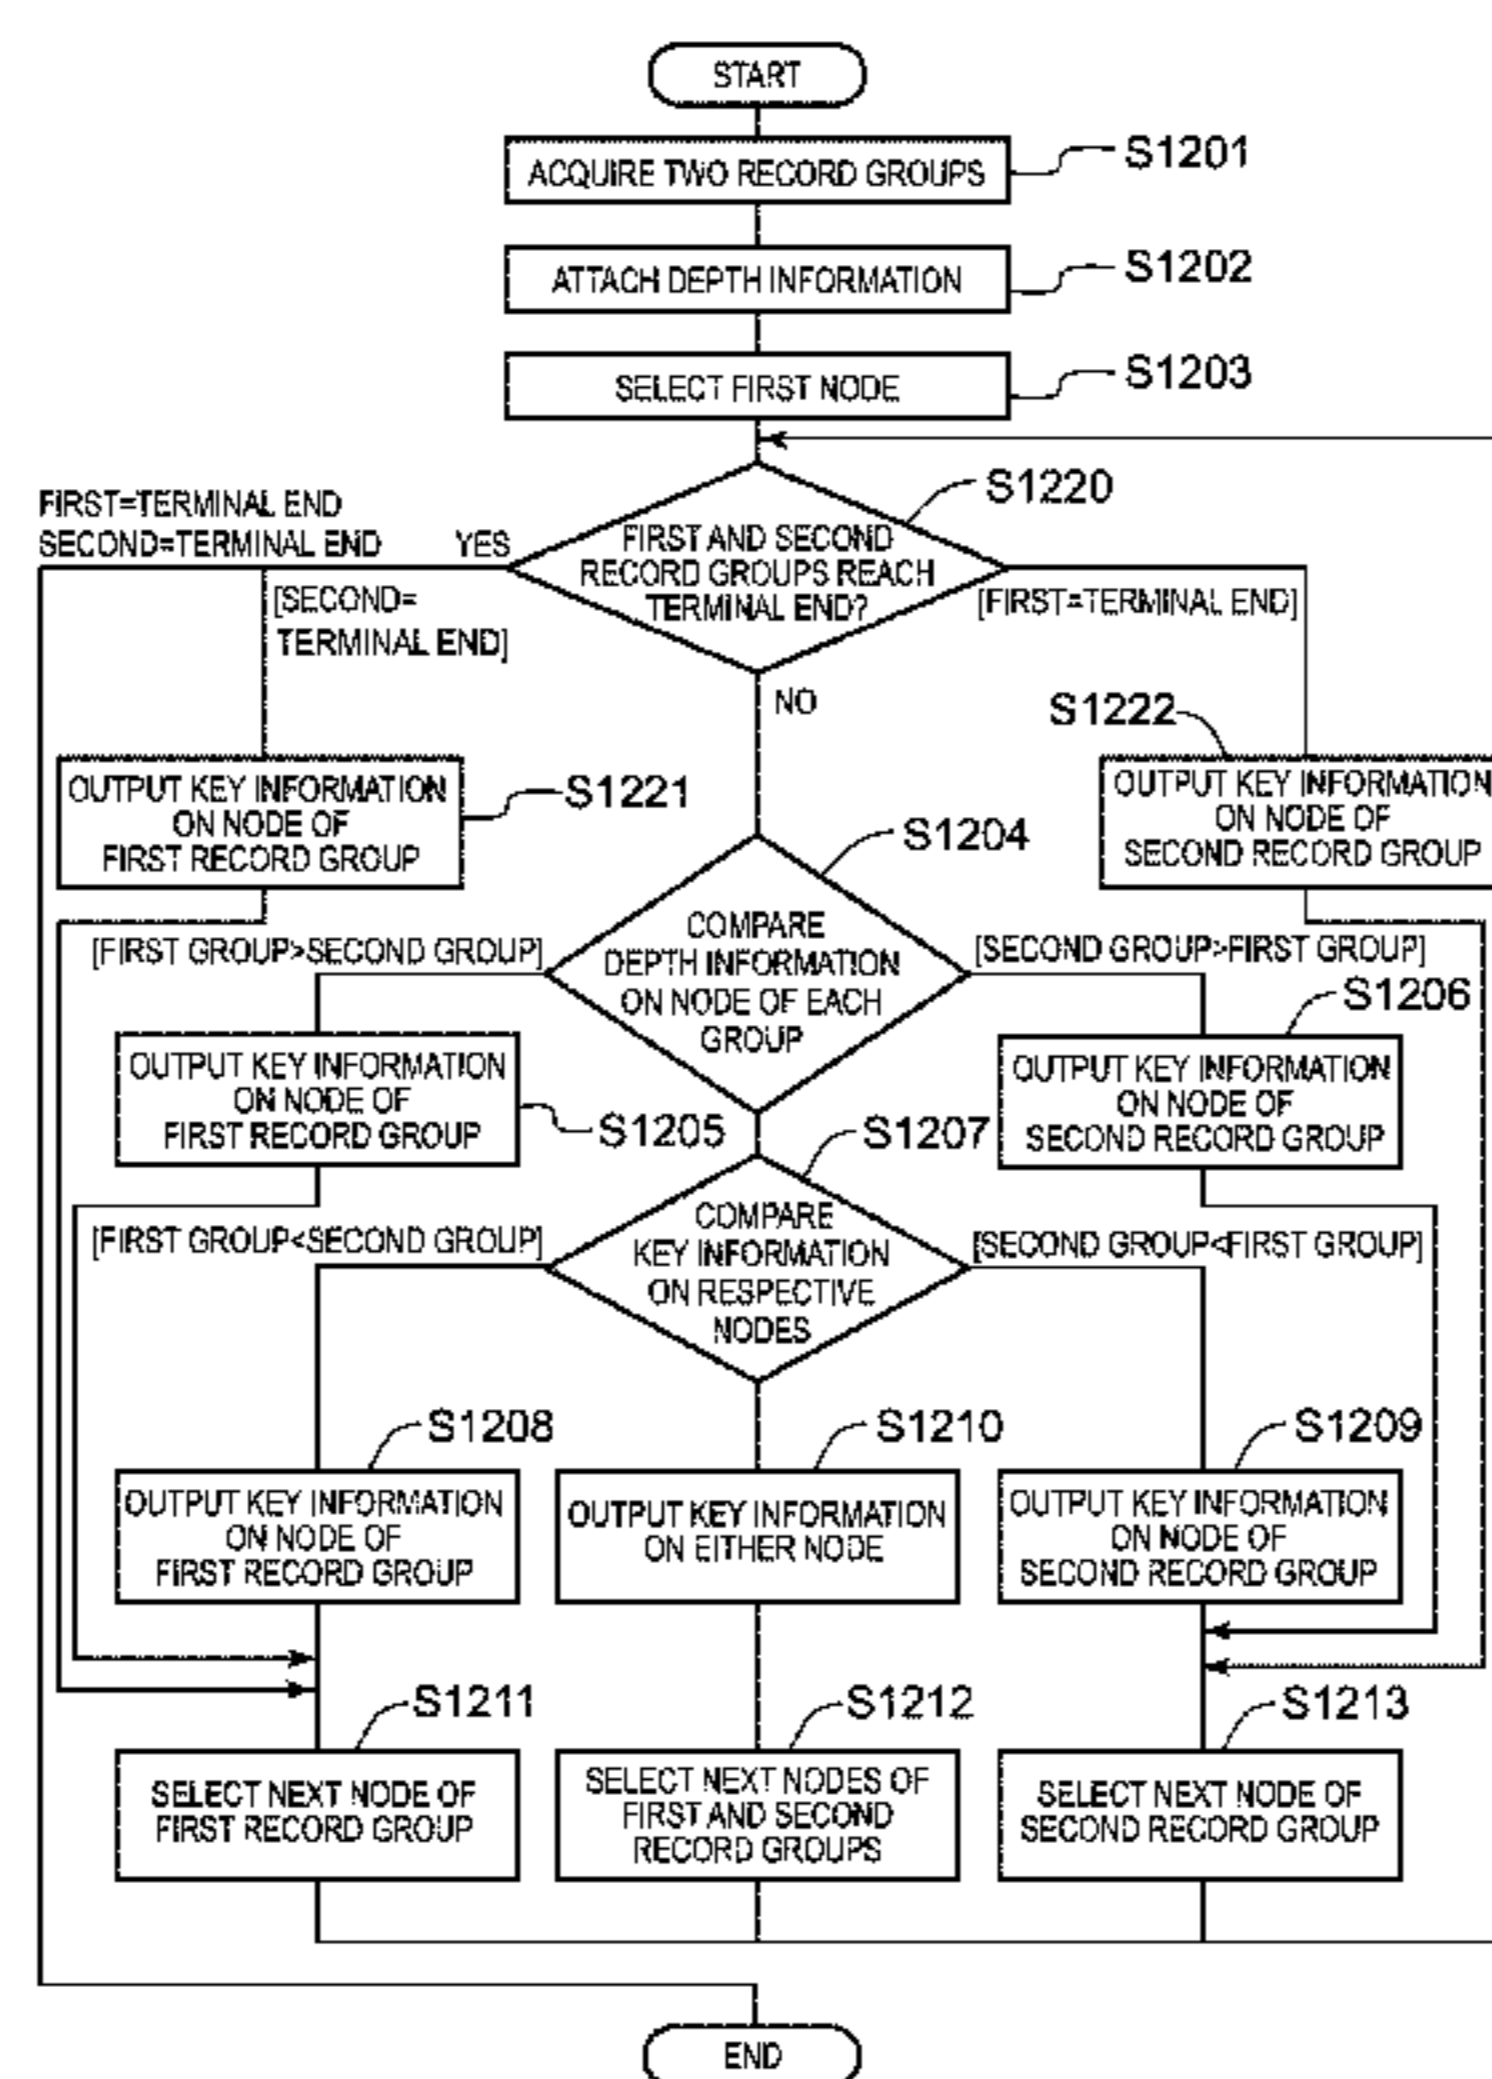 START
ACQUIRE TWO RECORD GROUPS
S1201
ATTACH DEPTH INFORMATION
S1202
SELECT FIRST NODE
S1203
FIRST=TERMINAL END
SECOND=TERMINAL END
YES
S1220
FIRST AND SECOND
RECORD GROUPS REACH
TERMINAL END?
[SECOND=
TERMINAL END]
[FIRST=TERMINAL END]
NO
S1222
OUTPUT KEY INFORMATION
ON NODE OF
FIRST RECORD GROUP
S1221
OUTPUT KEY INFORMATION
ON NODE OF
SECOND RECORD GROUP
S1204
COMPARE
DEPTH INFORMATION
ON NODE OF EACH
GROUP
[FIRST GROUP>SECOND GROUP]
[SECOND GROUP>FIRST GROUP]
S1206
OUTPUT KEY INFORMATION
ON NODE OF
FIRST RECORD GROUP
S1205
OUTPUT KEY INFORMATION
ON NODE OF
SECOND RECORD GROUP
S1207
COMPARE
KEY INFORMATION
ON RESPECTIVE
NODES
[FIRST GROUP<SECOND GROUP]
[SECOND GROUP<FIRST GROUP]
S1208
S1210
S1209
OUTPUT KEY INFORMATION
ON NODE OF
FIRST RECORD GROUP
OUTPUT KEY INFORMATION
ON EITHER NODE
OUTPUT KEY INFORMATION
ON NODE OF
SECOND RECORD GROUP
S1211
S1212
S1213
SELECT NEXT NODE OF
FIRST RECORD GROUP
SELECT NEXT NODES OF
FIRST AND SECOND
RECORD GROUPS
SELECT NEXT NODE OF
SECOND RECORD GROUP
END